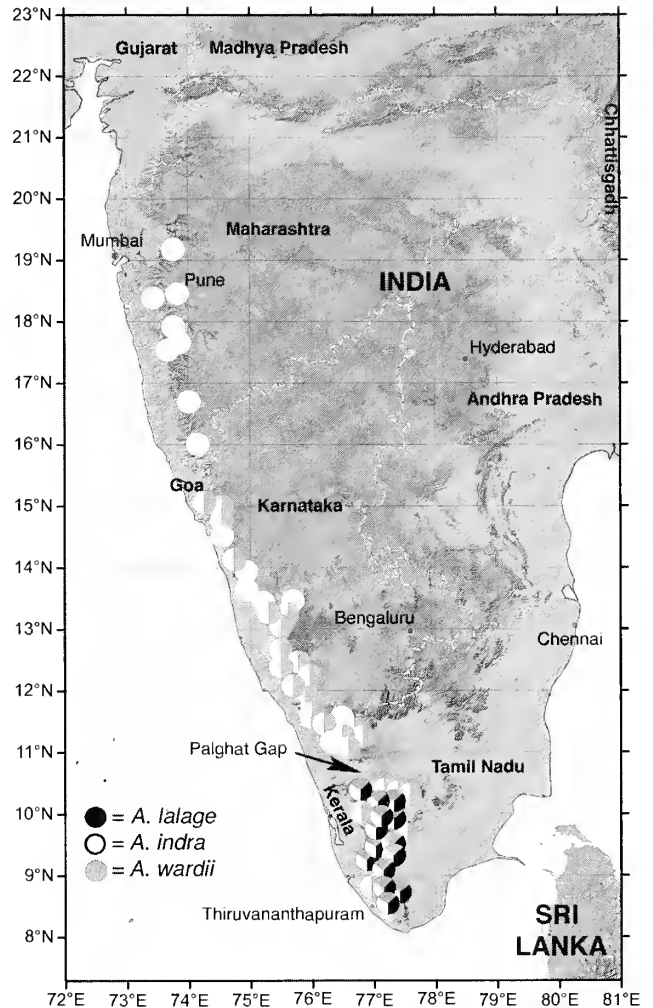 23°N
Gujarat Madhya Pradesh
22°N
21°N
Chhattisgadh
20°N
Maharashtra
Mumbai
19°N
Pune
INDIA
18°N
Hyderabad
17°N
Andhra Pradesh
16°N
Goa
15°N
Karnataka
14°N
Bengaluru
13°N
Chennai
12°N
11°N
Palghat Gap
Tamil Nadu
10°N
Kerala
= A. lalage
= A. indra
9°N
= A. wardii
Thiruvananthapuram
SRI
LANKA
8°N
72°E 73°E 74°E 75°E 76°E 77°E 78°E 79°E 80°E 81°E